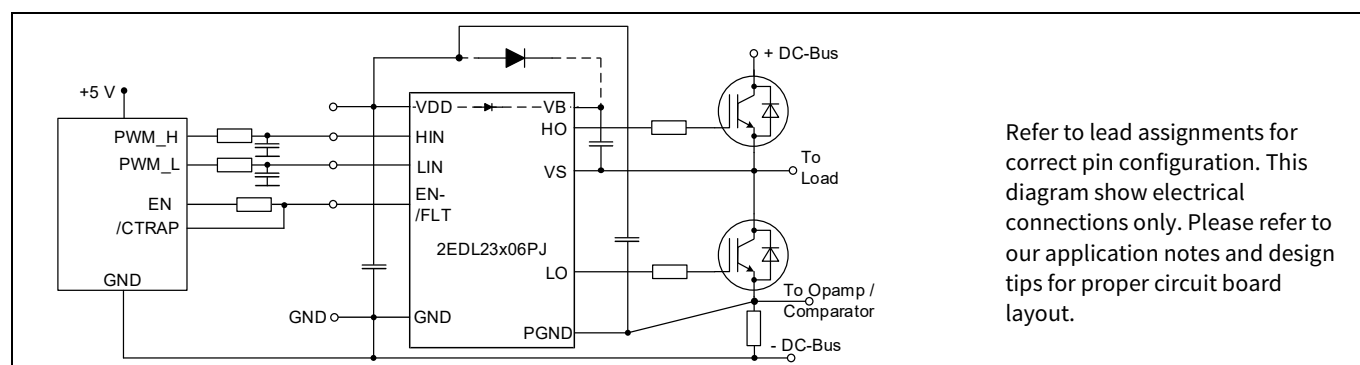 + DC-Bus
+5 V
-VDD
VB
HO
PWM_H
HIN
PWM_L
LIN
VS
To
Load
EN
EN-
/FLT
/CTRAP
2EDL23x06PJ
LO
GND
To Opamp /
Comparator
GND
GND
PGND
- DC-Bus
Refer to lead assignments for
correct pin configuration. This
diagram show electrical
connections only. Please refer to
our application notes and design
tips for proper circuit board
layout.